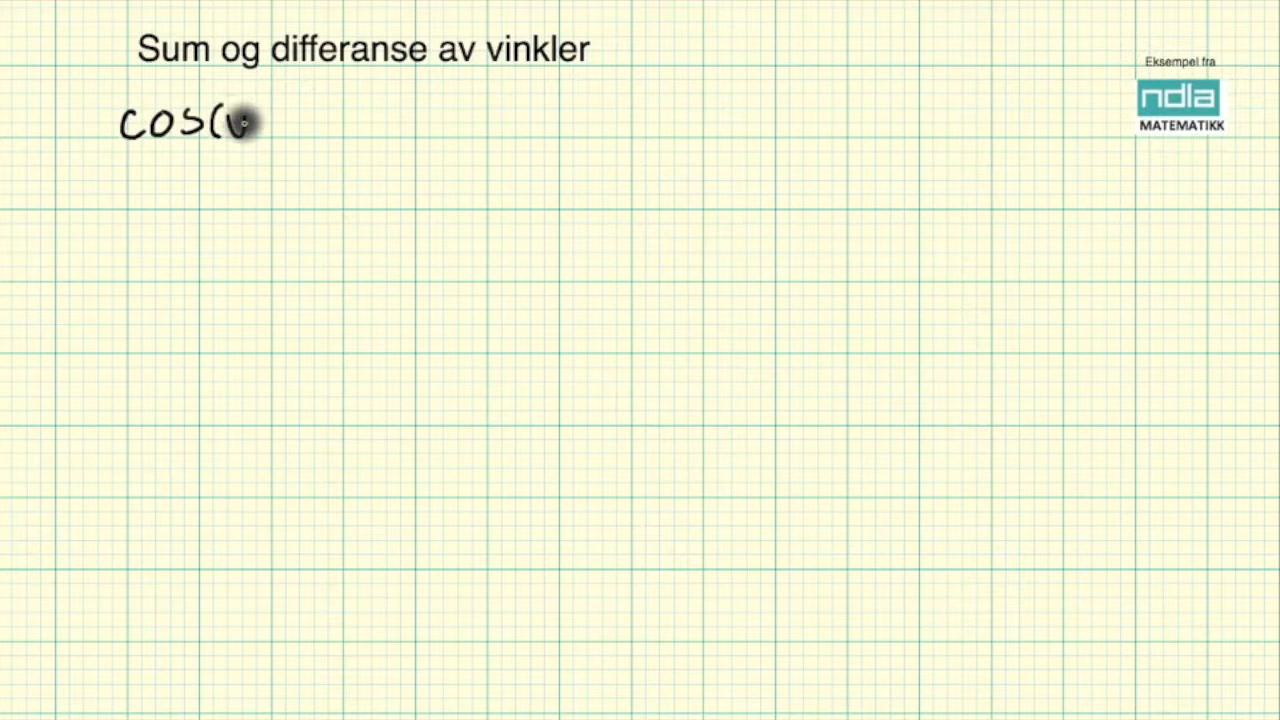 Sum og differanse av vinkler
Eksempel fra
ndla
MATEMATIKK
cos(